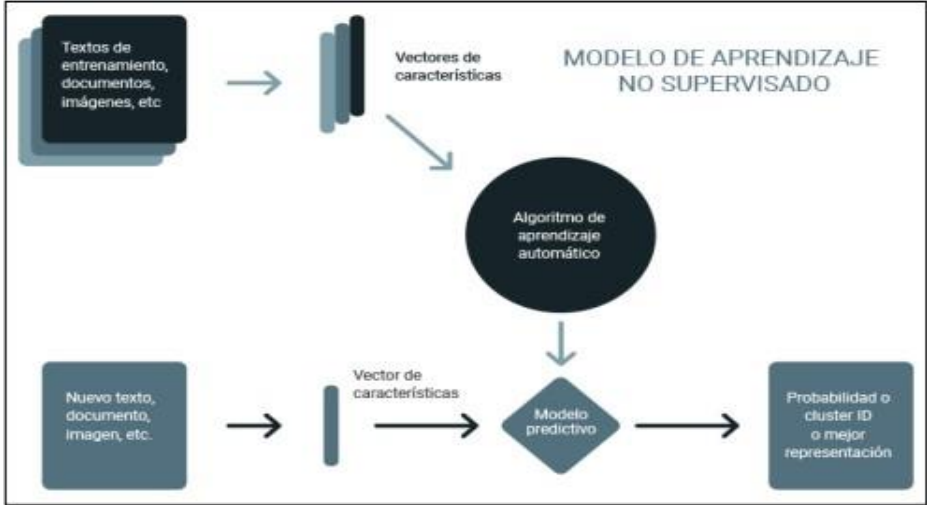 Textos de
entrenamiento,
documentos,
imágenes, etc
Vectores de
características
MODELO DE APRENDIZAJE
NO SUPERVISADO
Algoritmo de
aprendizaje
automático
Nuevo texto,
documento,
imagen, etc.
Vector de
características
Modelo
predictivo
Probabilidad o
cluster ID
o mejor
representación